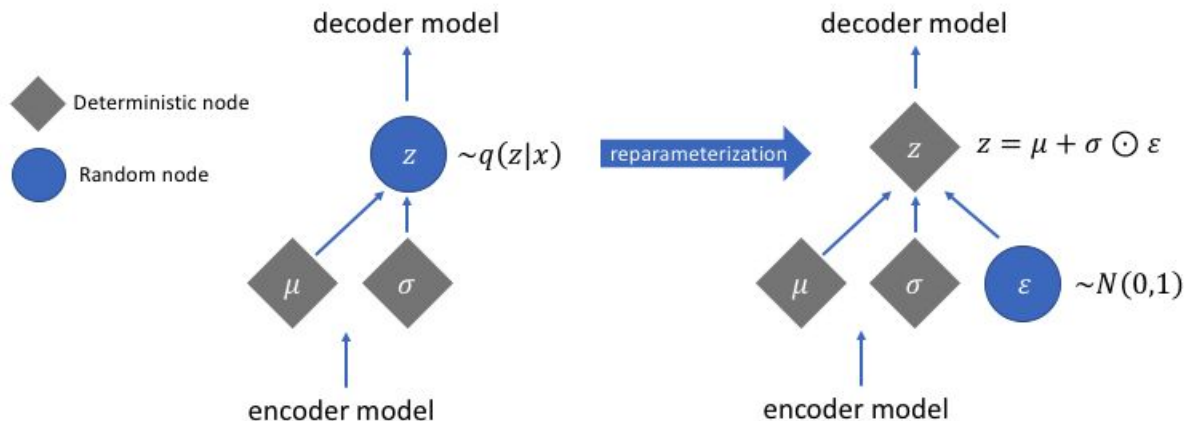 decoder model
decoder model
Deterministic node
Random node
z
~q(z|x)
reparameterization
z
z = μ + σ ⊙ ε
μ
σ
μ
σ
ε
~N(0,1)
encoder model
encoder model